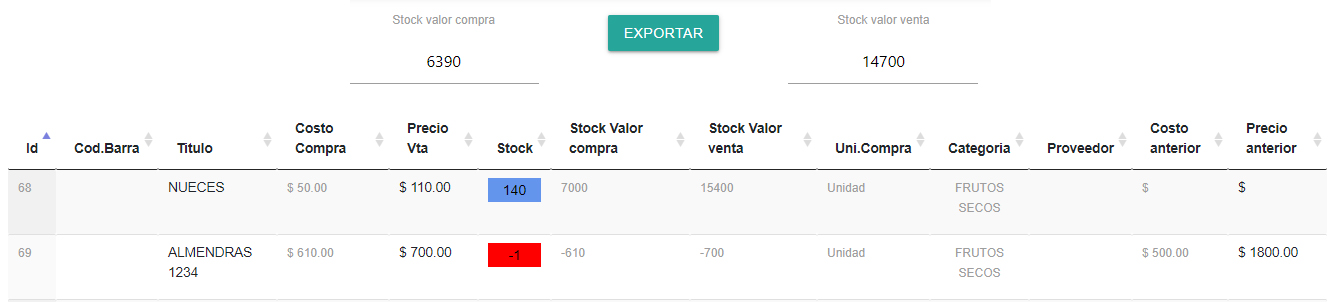 Stock valor compra
EXPORTAR
Stock valor venta
6390
14700
Id Cod.Barra Titulo Costo Compra Precio Vta Stock Stock Valor compra Stock Valor venta Uni.Compra Categoria Proveedor Costo anterior Precio anterior
68 NUECES $ 50.00 $ 110.00 140 7000 15400 Unidad FRUTOS SECOS $ $
69 ALMENDRAS 1234 $ 610.00 $ 700.00 -1 -610 -700 Unidad FRUTOS SECOS $ 500.00 $ 1800.00